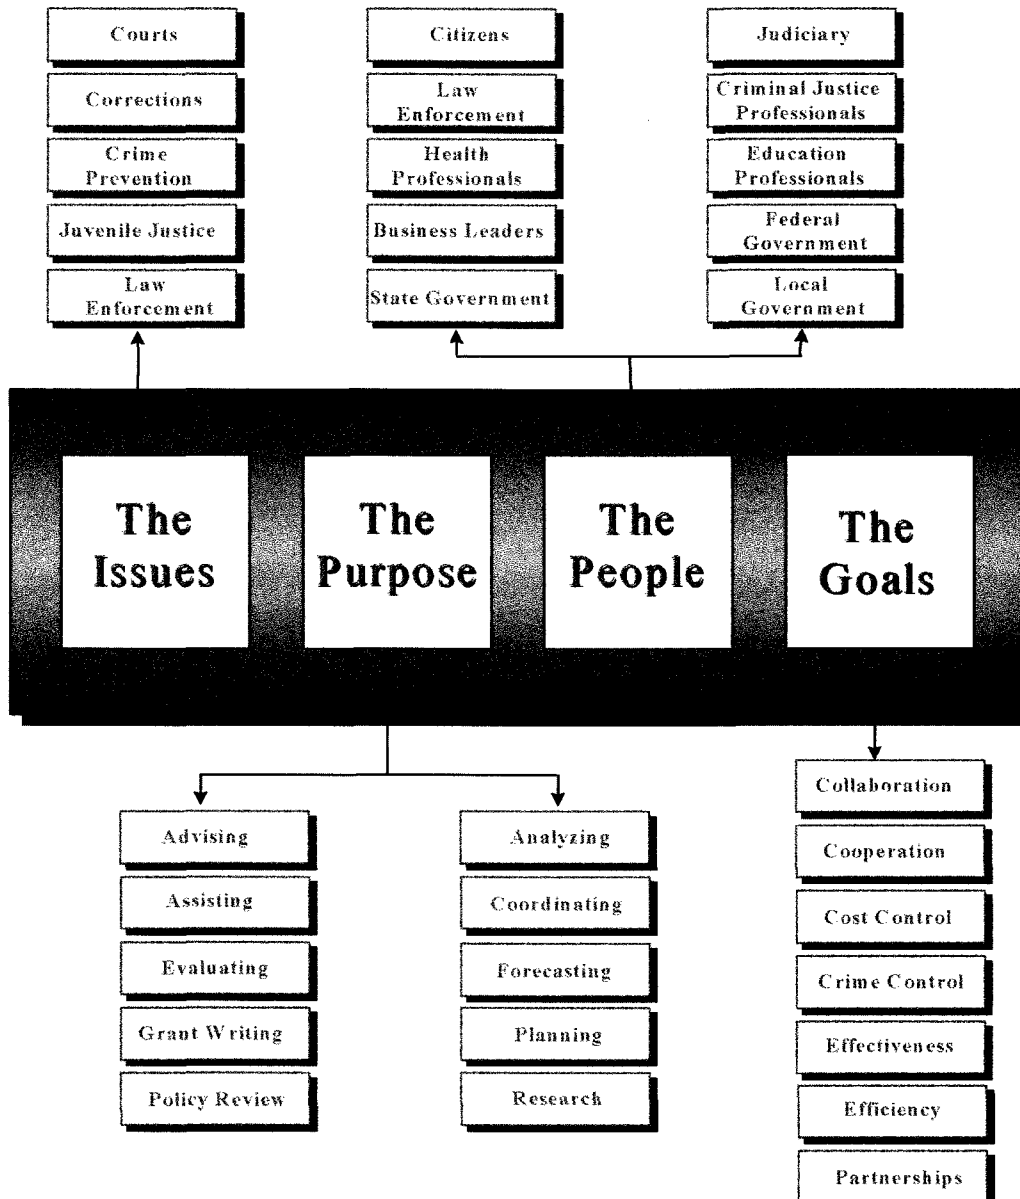 Courts
Corrections
Crime
Prevention
Juvenile Justice
Law
Enforcement
Citizens
Law
Enforcement
Health
Professionals
Business Leaders
State Government
Judiciary
Criminal Justice
Professionals
Education
Professionals
Federal
Government
Local
Government
The
Issues
The
Purpose
The
People
The
Goals
Advising
Assisting
Evaluating
Grant Writing
Policy Review
Analyzing
Coordinating
Forecasting
Planning
Research
Collaboration
Cooperation
Cost Control
Crime Control
Effectiveness
Efficiency
Partnerships